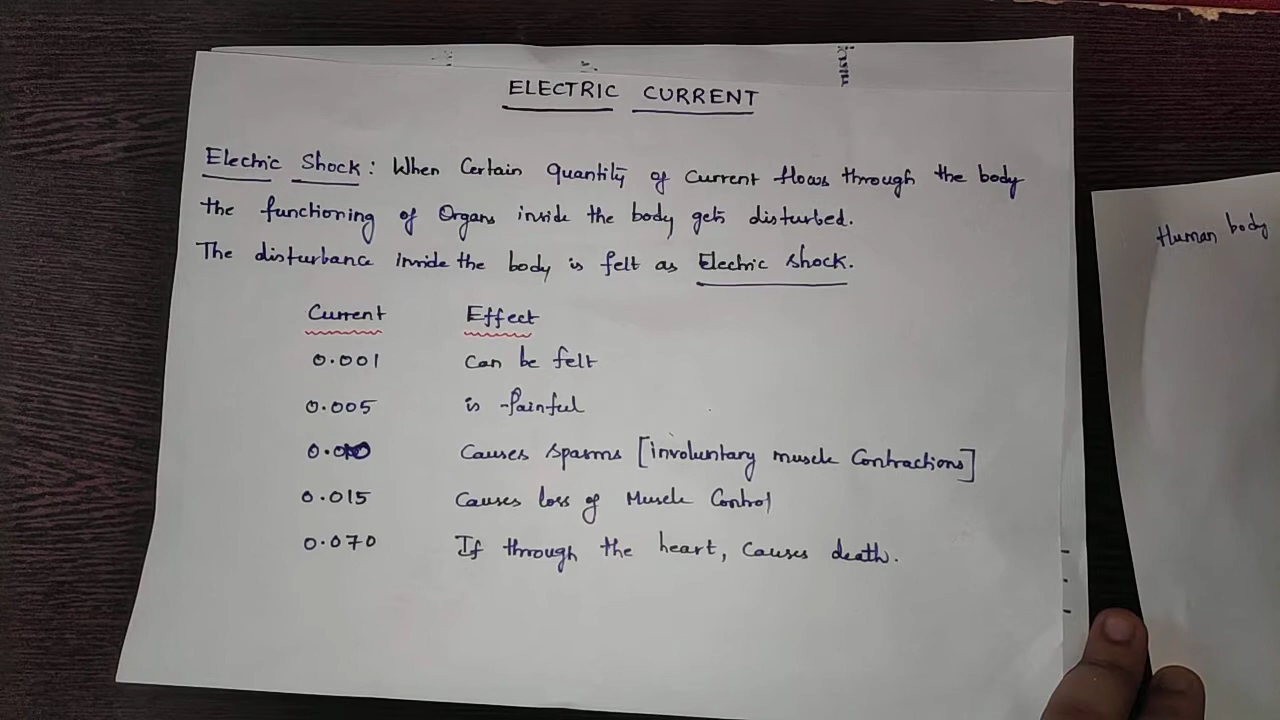 ELECTRIC CURRENT
Electric Shock: When Certain quantity of current flows through the body
the functioning of Organs inside the body gets disturbed.
The disturbance inside the body is felt as Electric shock.
Human body
Current Effect
0.001 can be felt
0.005 is Painful
0.010 Causes spasms [involuntary muscle Contractions]
0.015 Causes loss of Muscle Control
0.070 If through the heart, Causes death.